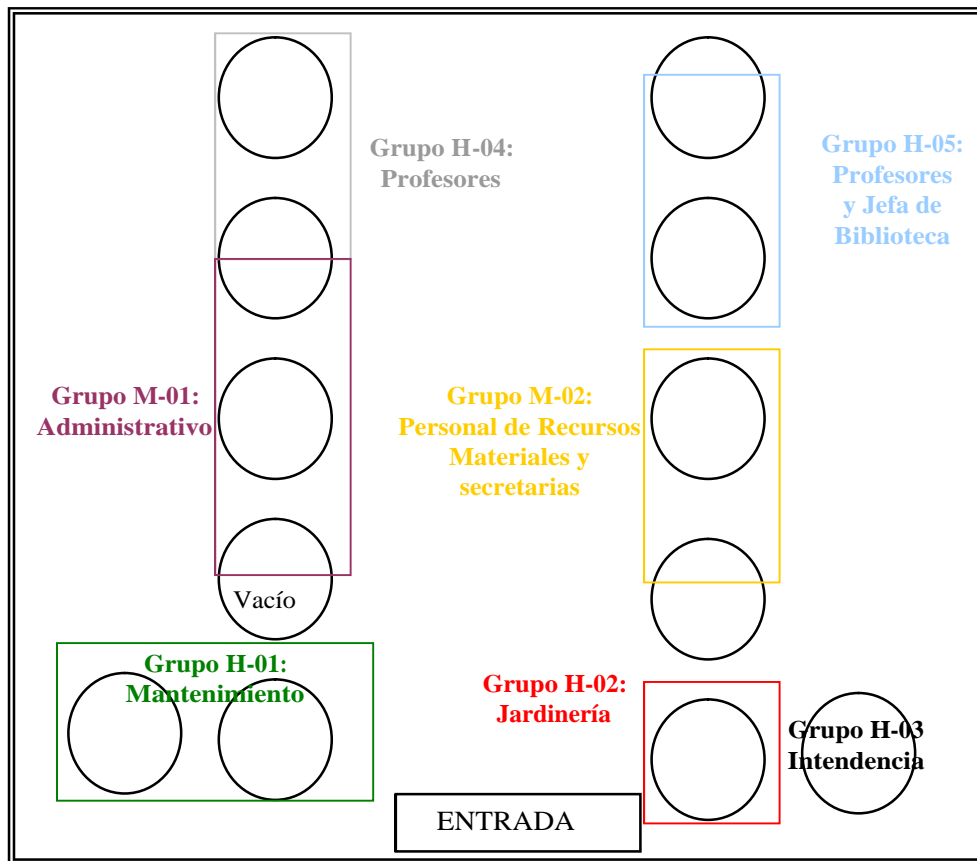 Grupo H-04:
Profesores
Grupo H-05:
Profesores
y Jefa de
Biblioteca
Grupo M-01:
Administrativo
Grupo M-02:
Personal de Recursos
Materiales y
secretarias
Vacío
Grupo H-01:
Mantenimiento
Grupo H-02:
Jardinería
Grupo H-03
Intendencia
ENTRADA